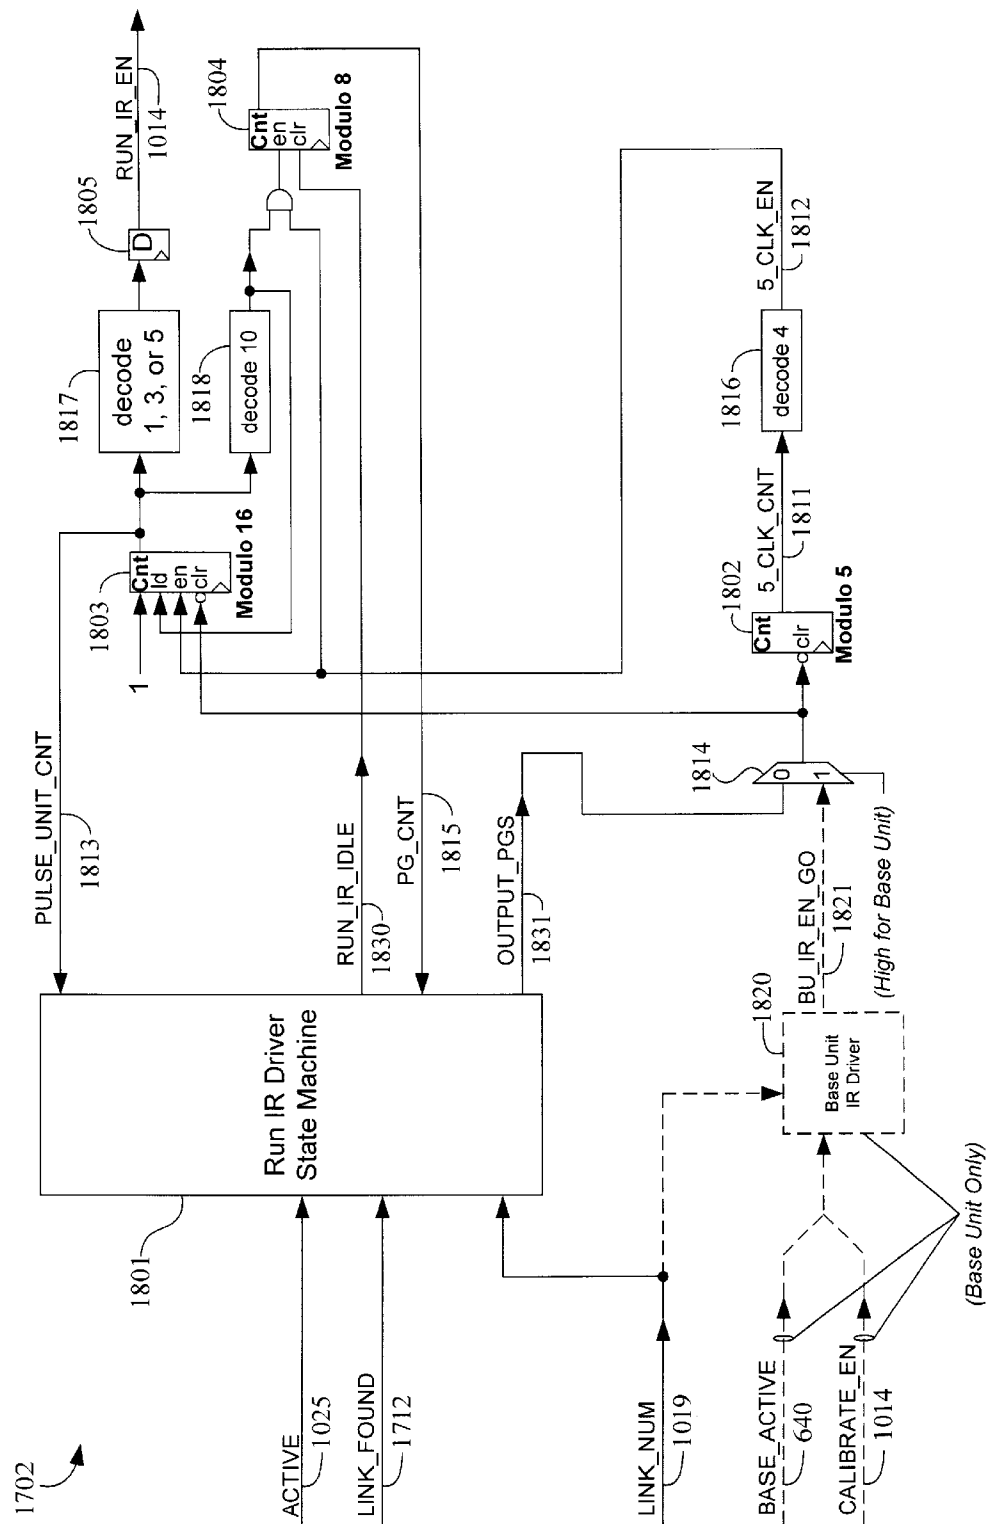 1702
ACTIVE
1025
LINK_FOUND
1712
LINK_NUM
1019
BASE_ACTIVE
640
CALIBRATE_EN
1014
(Base Unit Only)
1801
Run IR Driver
State Machine
1820
Base Unit
IR Driver
BU_IR_EN_GO
1821
(High for Base Unit)
PULSE_UNIT_CNT
1813
RUN_IR_IDLE
1830
PG_CNT
1815
OUTPUT_PGS
1831
1814
0
1
1
1803
Cnt
ld
en
clr
Modulo 16
1802
Cnt
clr
Modulo 5
5_CLK_CNT
1811
1816
decode 4
5_CLK_EN
1812
1817
decode
1, 3, or 5
1818
decode 10
1805
D
RUN_IR_EN
1014
1804
Cnt
en
clr
Modulo 8